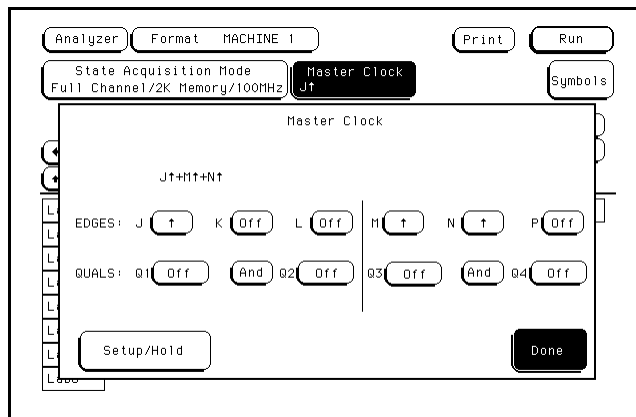 Analyzer Format MACHINE 1 Print Run
State Acquisition Mode
Full Channel/2K Memory/100MHz
Master Clock
J↑
Symbols
Master Clock
J↑+M↑+N↑
EDGES: J ↑ K Off L Off M ↑ N ↑ P Off
QUALS: Q1 Off And Q2 Off Q3 Off And Q4 Off
Setup/Hold Done